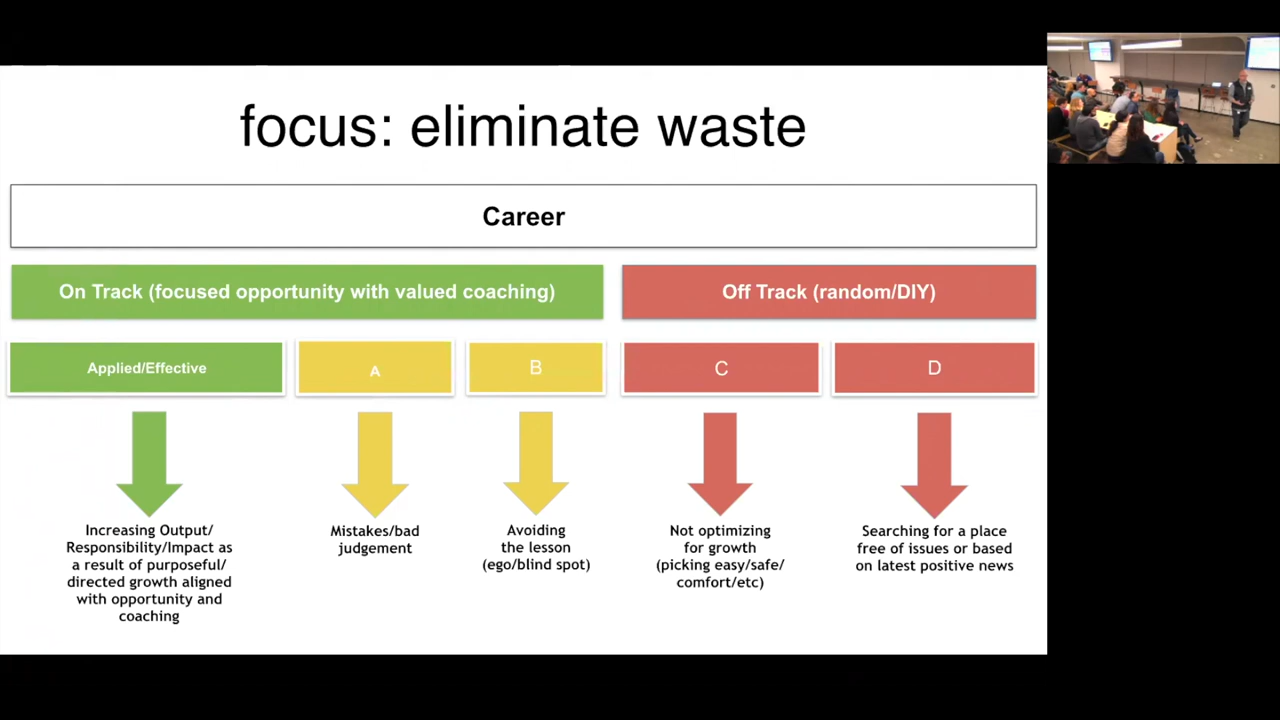 focus: eliminate waste
Career
On Track (focused opportunity with valued coaching)
Off Track (random/DIY)
Applied/Effective
A
B
C
D
Increasing Output/
Responsibility/Impact as
a result of purposeful/
directed growth aligned
with opportunity and
coaching
Mistakes/bad
judgement
Avoiding
the lesson
(ego/blind spot)
Not optimizing
for growth
(picking easy/safe/
comfort/etc)
Searching for a place
free of issues or based
on latest positive news